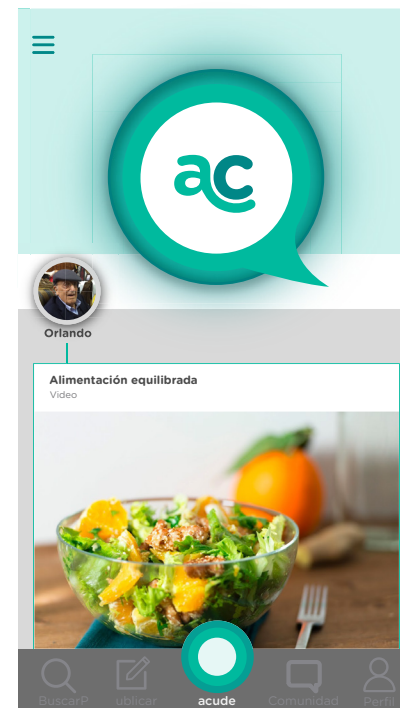 ac
Orlando
Alimentación equilibrada
Video
BuscarP ublicar acude Comunidad Perfil